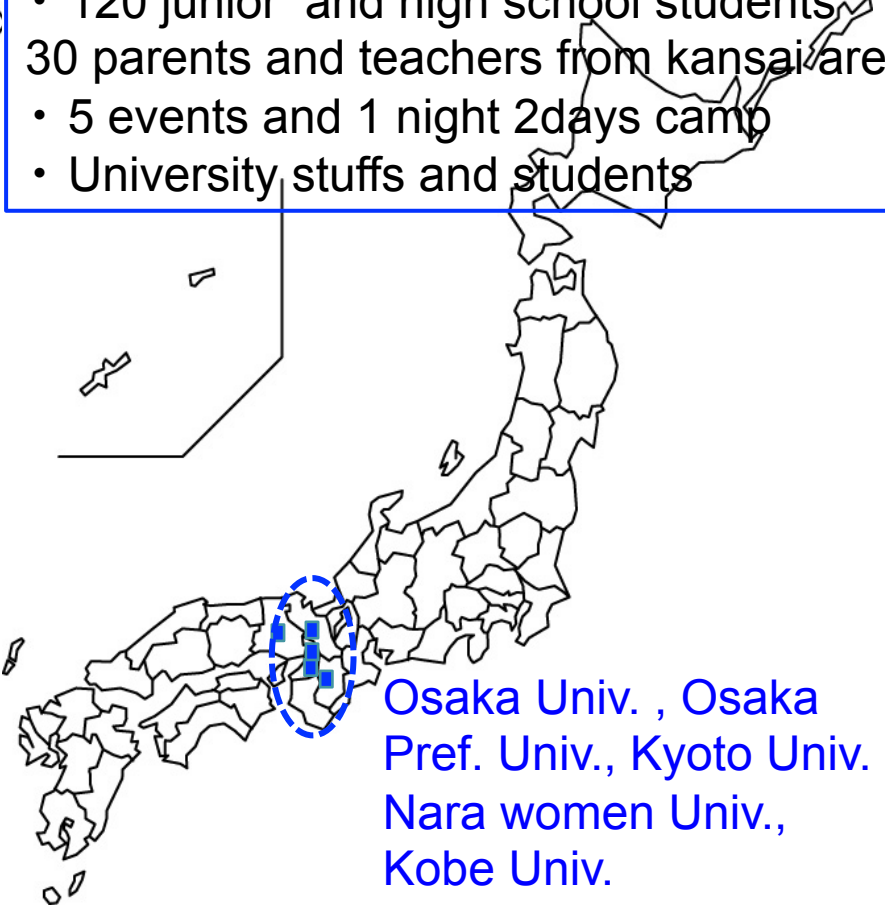 ・ 120 junior and high school students
30 parents and teachers from kansai are
・ 5 events and 1 night 2days camp
・ University stuffs and students
Osaka Univ. , Osaka
Pref. Univ., Kyoto Univ.
Nara women Univ.,
Kobe Univ.